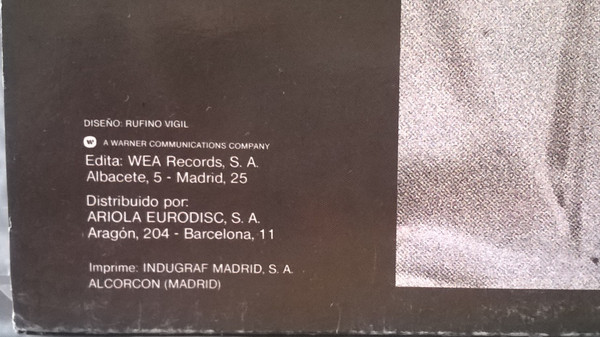 DISEÑO: RUFINO VIGIL
W A WARNER COMMUNICATIONS COMPANY
Edita: WEA Records, S. A.
Albacete, 5 - Madrid, 25
Distribuido por:
ARIOLA EURODISC, S. A.
Aragón, 204 - Barcelona, 11
Imprime: INDUGRAF MADRID, S. A.
ALCORCON (MADRID)